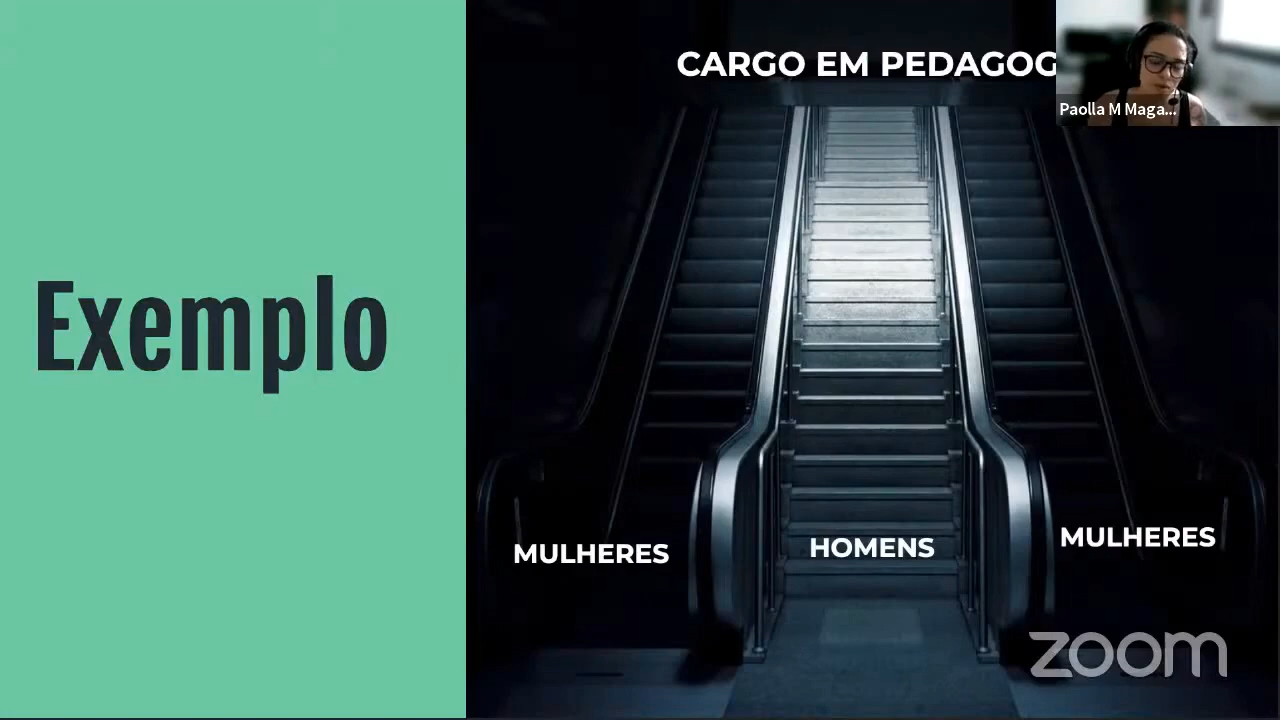 CARGO EM PEDAGOG
Paolla M Maga...
Exemplo
MULHERES
HOMENS
MULHERES
zoom